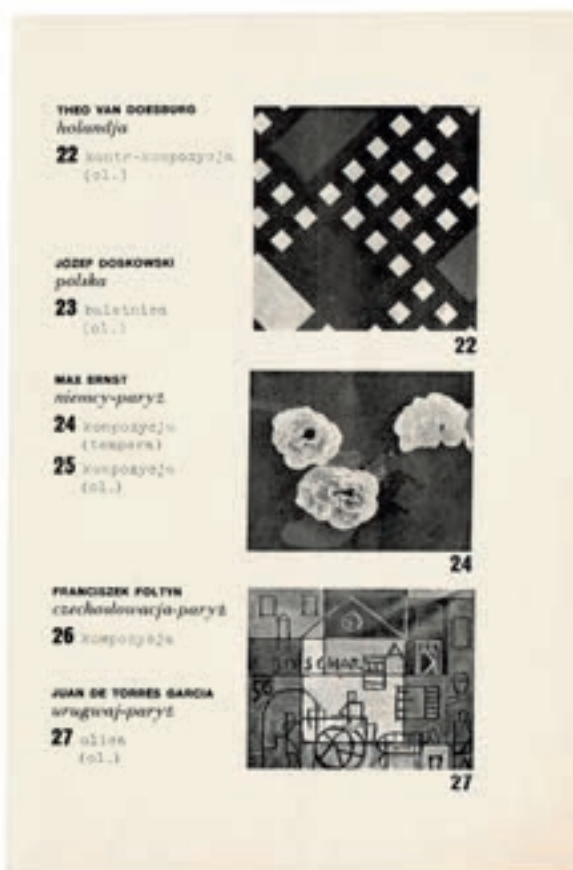 THEO VAN DOESBURG
holandja
22 kontr-kompozycja
(ol.)
JÓZEF DOSKOWSKI
polska
23
(ol.)
MAX ERNST
niemcy-paryż
24 kompozycja
(tempera)
25 kompozycja
(ol.)
FRANCISZEK FOLTYN
czechosłowacja-paryż
26 kompozycja
JUAN DE TORRES GARCIA
urugwaj-paryż
27 ulica
(ol.)
22
24
56
17
27